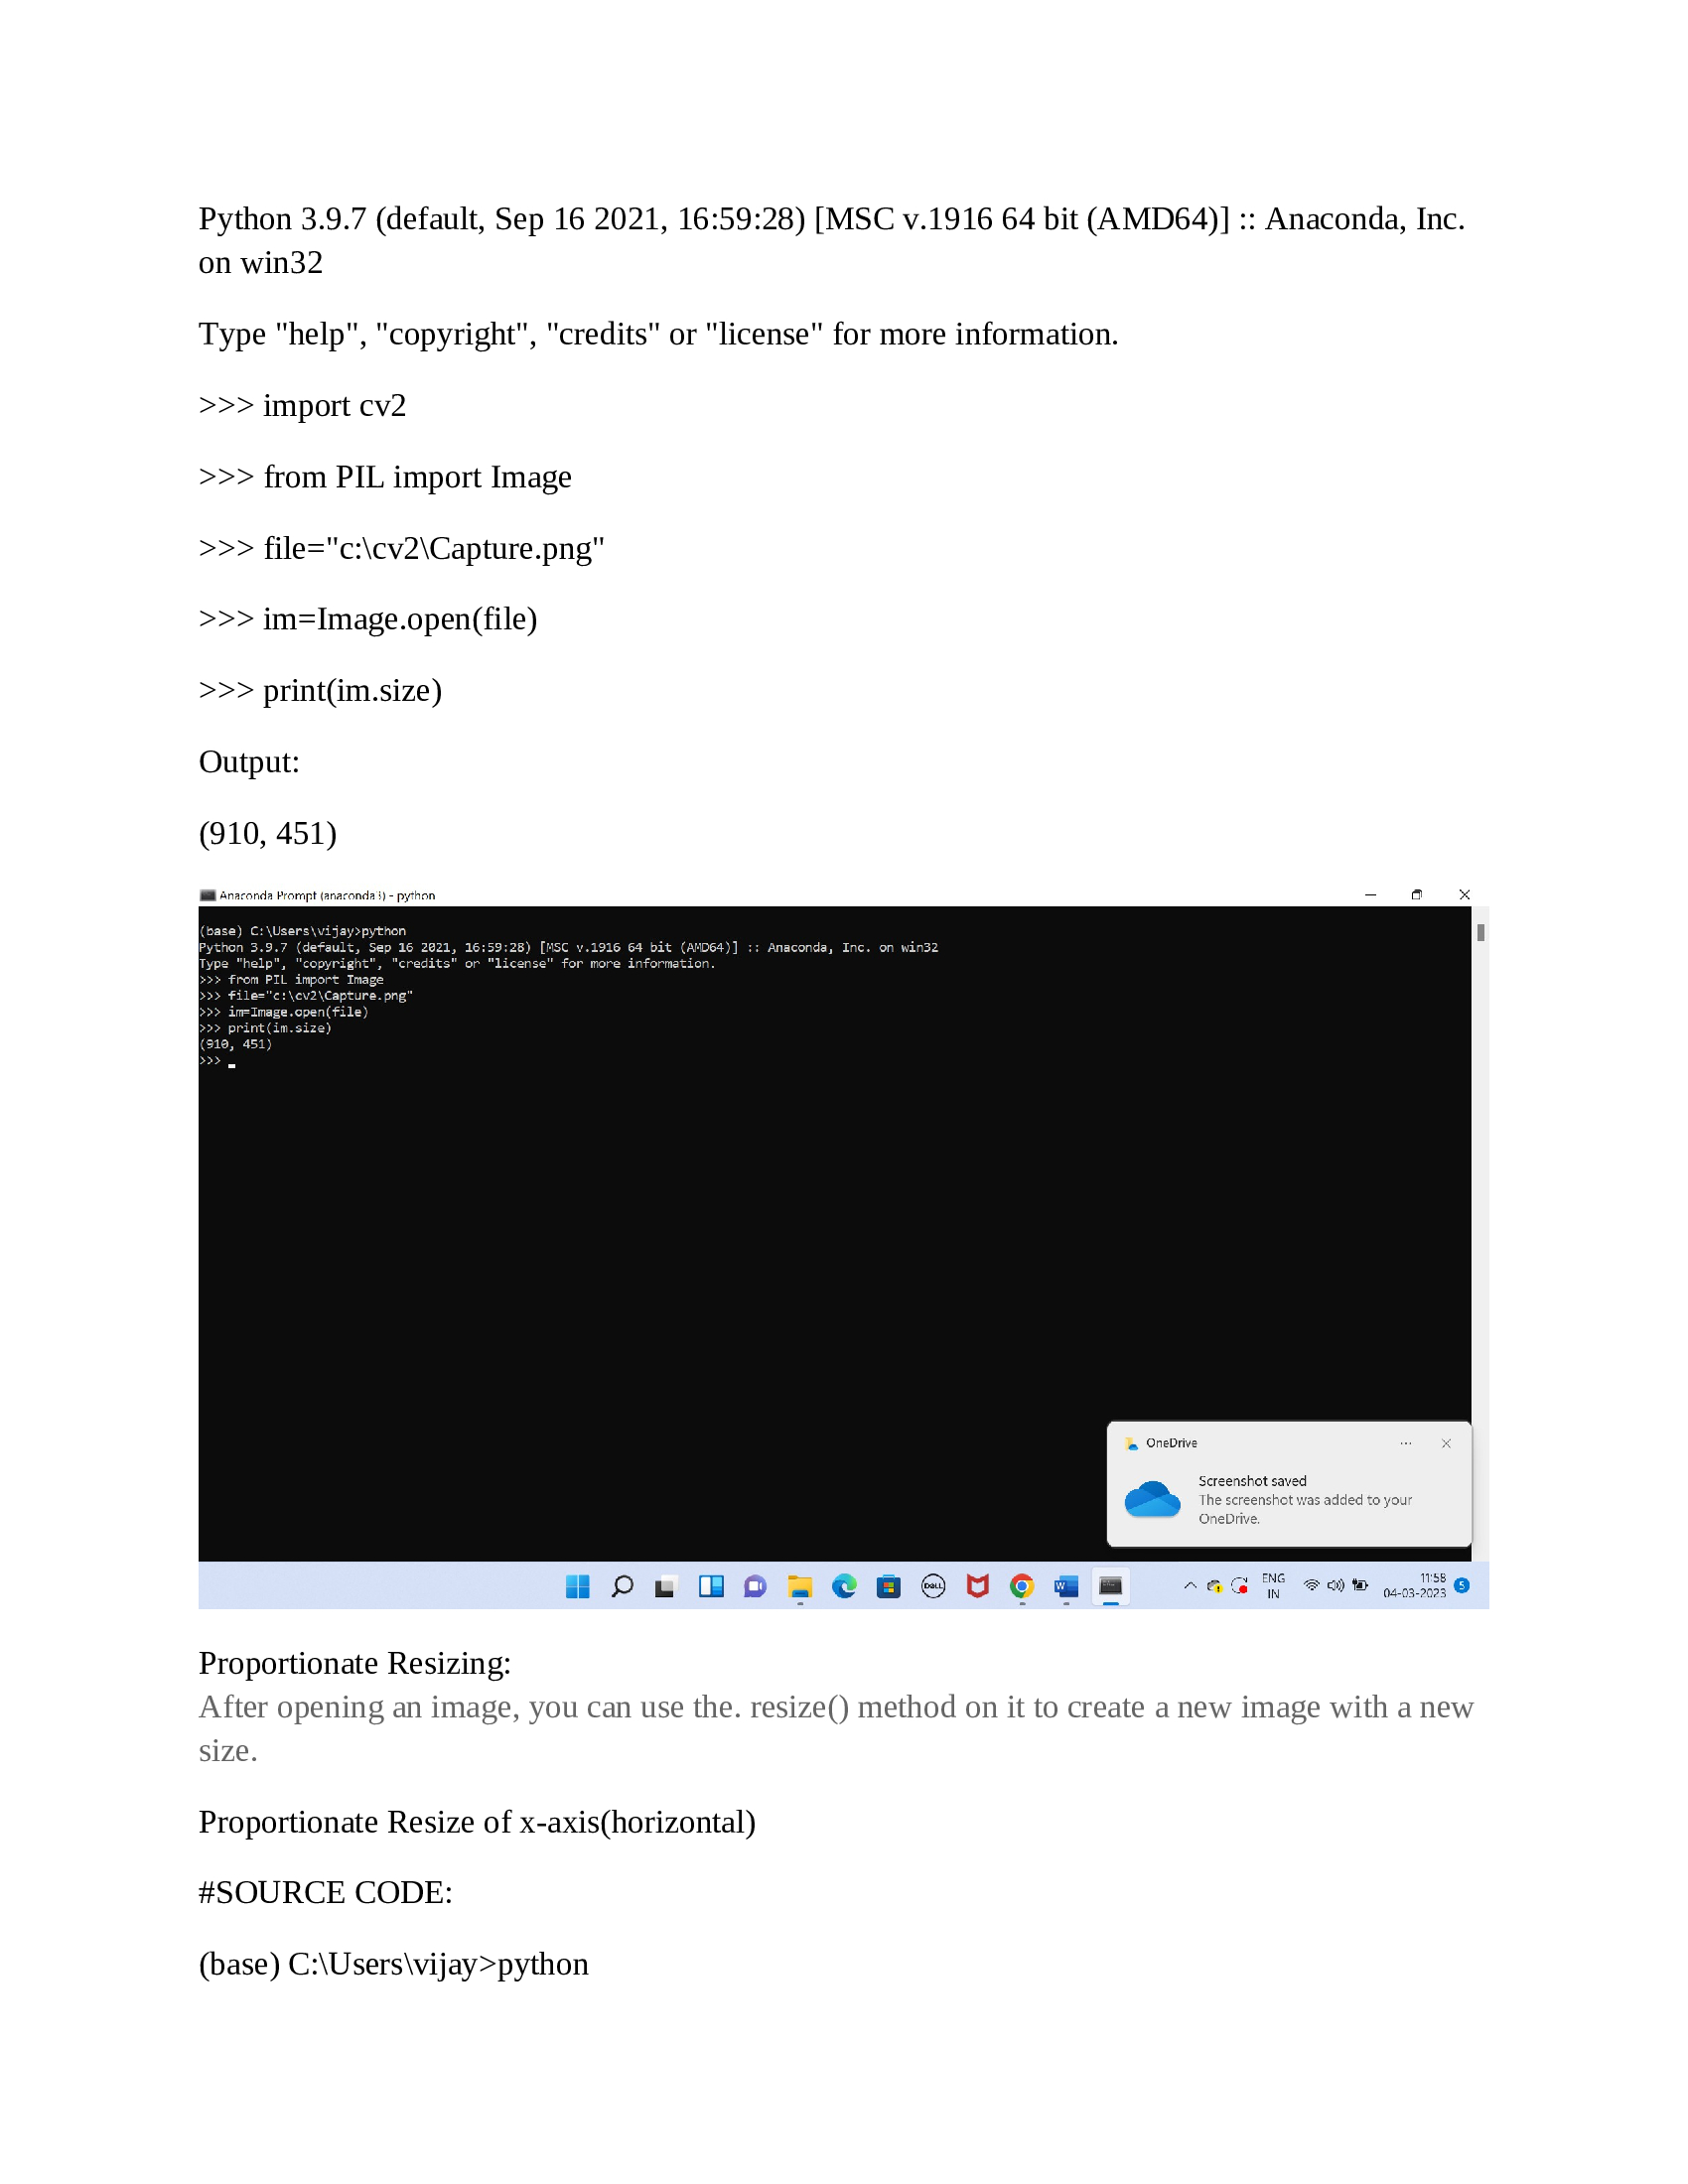 Python 3.9.7 (default, Sep 16 2021, 16:59:28) [MSC v.1916 64 bit (AMD64)] :: Anaconda, Inc.
on win32
Type "help", "copyright", "credits" or "license" for more information.
>>> import cv2
>>> from PIL import Image
>>> file="c:\cv2\Capture.png"
>>> im=Image.open(file)
>>> print(im.size)
Output:
(910, 451)
Anaconda Prompt (anaconda3) - python
(base) C:\Users\vijay>python
Python 3.9.7 (default, Sep 16 2021, 16:59:28) [MSC v.1916 64 bit (AMD64)] :: Anaconda, Inc. on win32
Type "help", "copyright", "credits" or "license" for more information.
>>> from PIL import Image
>>> file="c:\cv2\Capture.png"
>>> im=Image.open(file)
>>> print(im.size)
(910, 451)
>>> _
OneDrive
Screenshot saved
The screenshot was added to your
OneDrive.
DELL
ENG
IN
11:58
04-03-2023
5
Proportionate Resizing:
After opening an image, you can use the. resize() method on it to create a new image with a new
size.
Proportionate Resize of x-axis(horizontal)
#SOURCE CODE:
(base) C:\Users\vijay>python